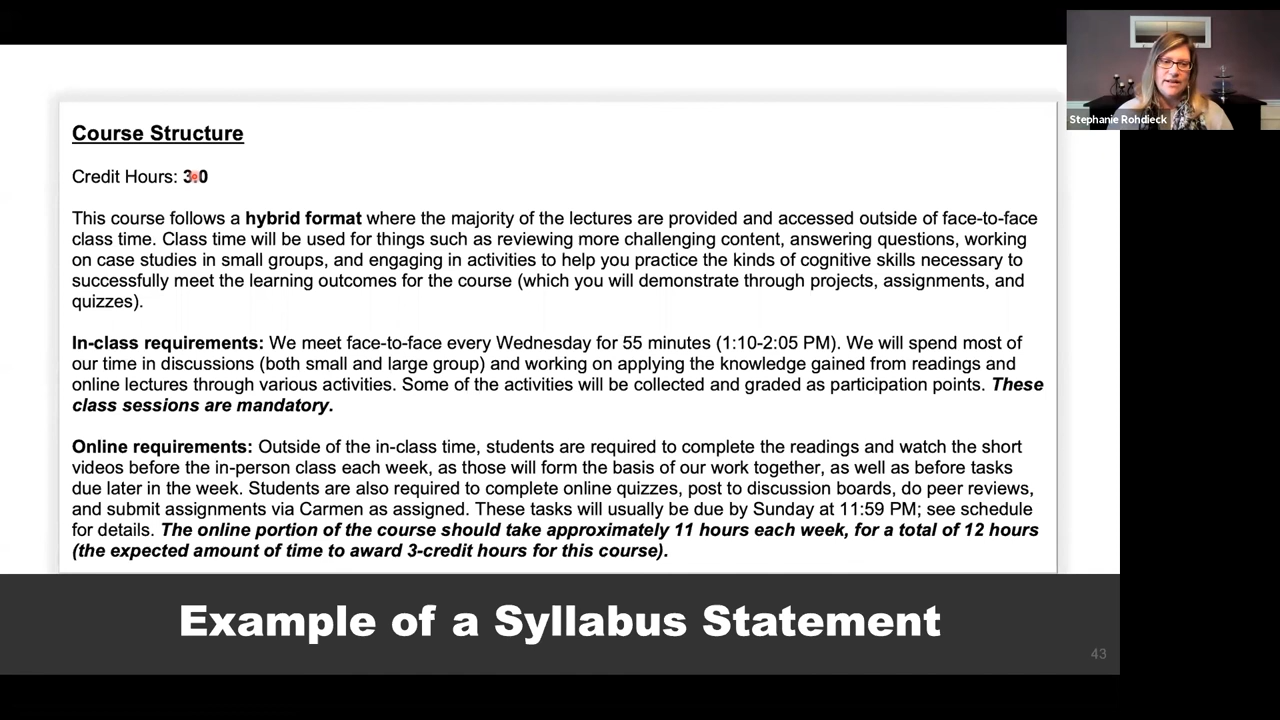 Stephanie Rohdieck
Course Structure
Credit Hours: 3.0
This course follows a hybrid format where the majority of the lectures are provided and accessed outside of face-to-face
class time. Class time will be used for things such as reviewing more challenging content, answering questions, working
on case studies in small groups, and engaging in activities to help you practice the kinds of cognitive skills necessary to
successfully meet the learning outcomes for the course (which you will demonstrate through projects, assignments, and
quizzes).
In-class requirements: We meet face-to-face every Wednesday for 55 minutes (1:10-2:05 PM). We will spend most of
our time in discussions (both small and large group) and working on applying the knowledge gained from readings and
online lectures through various activities. Some of the activities will be collected and graded as participation points. These
class sessions are mandatory.
Online requirements: Outside of the in-class time, students are required to complete the readings and watch the short
videos before the in-person class each week, as those will form the basis of our work together, as well as before tasks
due later in the week. Students are also required to complete online quizzes, post to discussion boards, do peer reviews,
and submit assignments via Carmen as assigned. These tasks will usually be due by Sunday at 11:59 PM; see schedule
for details. The online portion of the course should take approximately 11 hours each week, for a total of 12 hours
(the expected amount of time to award 3-credit hours for this course).
Example of a Syllabus Statement
43